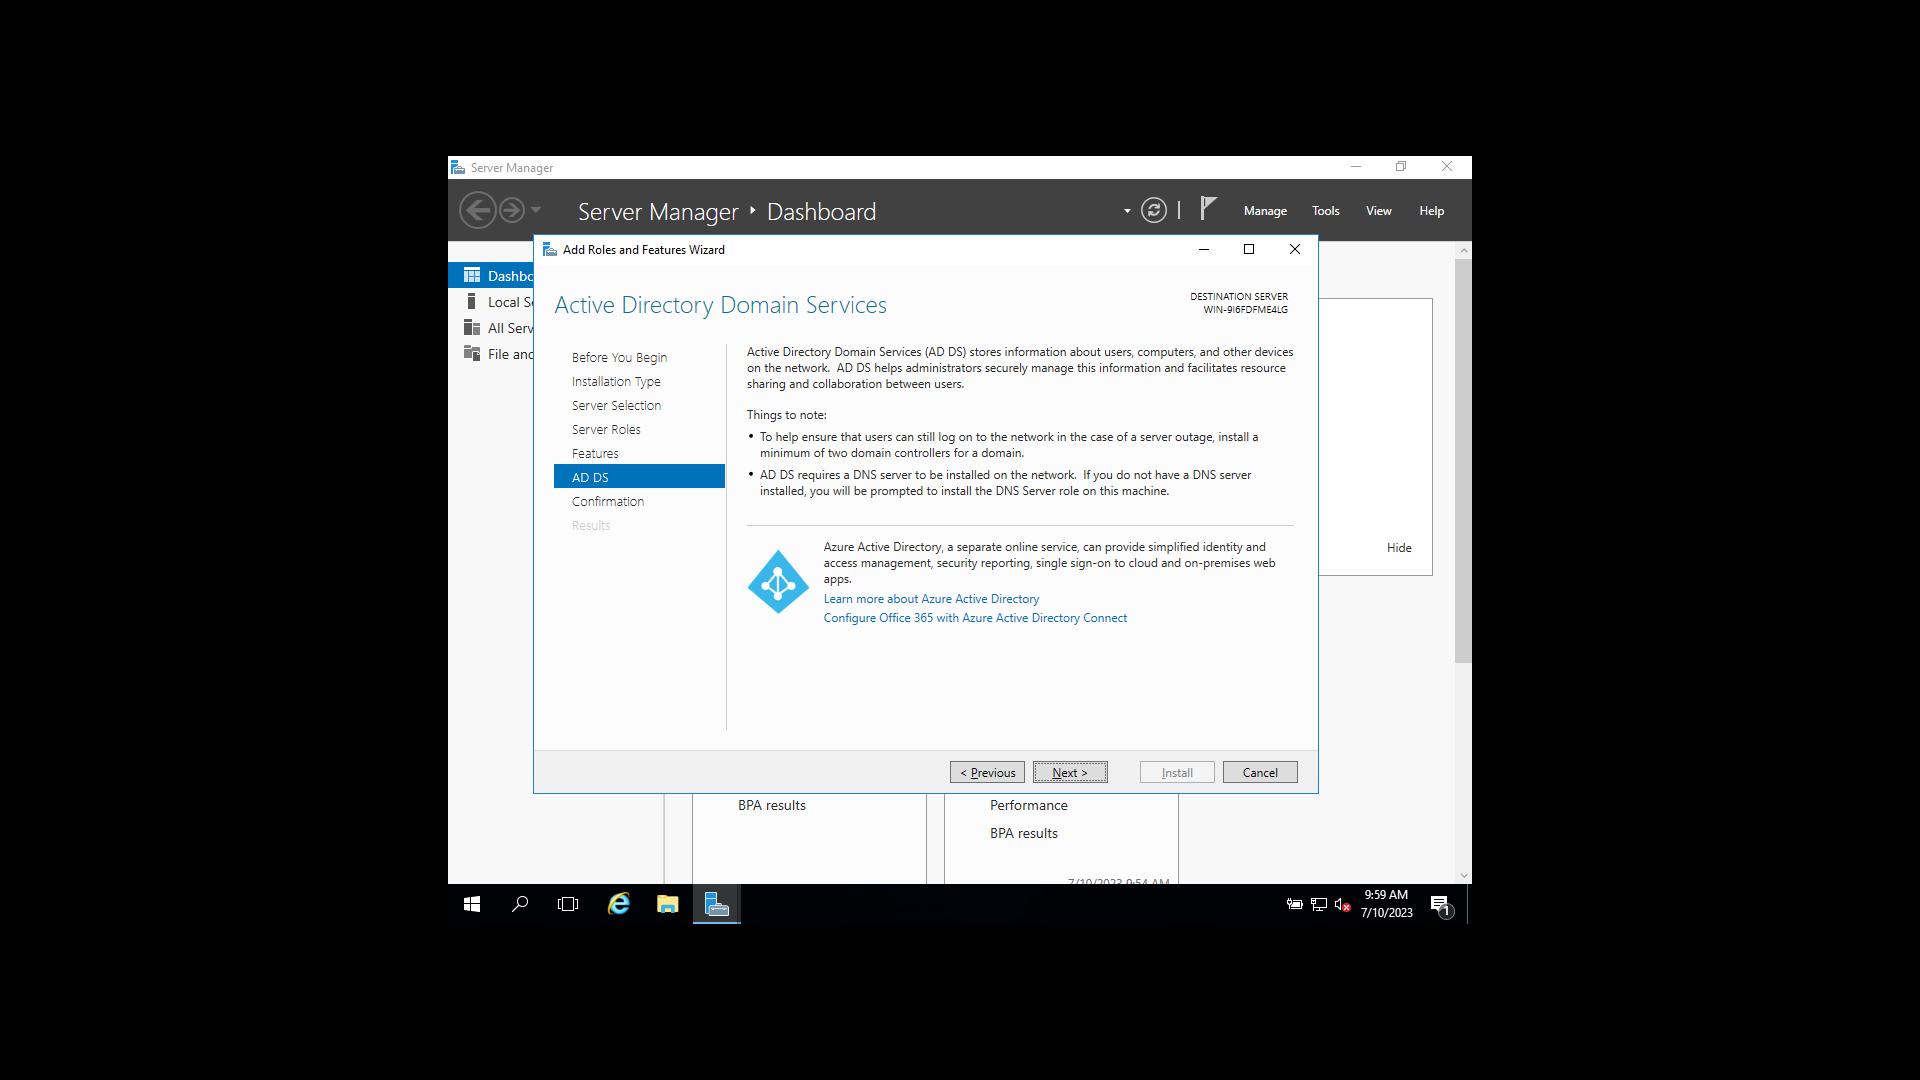 Server Manager
Server Manager ‣ Dashboard
Manage Tools View Help
Add Roles and Features Wizard
Active Directory Domain Services
DESTINATION SERVER
WIN-9I6FDFME4LG
Dashbo
Local Se
All Serv
File and
Before You Begin
Installation Type
Server Selection
Server Roles
Features
AD DS
Confirmation
Results
Active Directory Domain Services (AD DS) stores information about users, computers, and other devices
on the network. AD DS helps administrators securely manage this information and facilitates resource
sharing and collaboration between users.
Things to note:
• To help ensure that users can still log on to the network in the case of a server outage, install a
minimum of two domain controllers for a domain.
• AD DS requires a DNS server to be installed on the network. If you do not have a DNS server
installed, you will be prompted to install the DNS Server role on this machine.
Azure Active Directory, a separate online service, can provide simplified identity and
access management, security reporting, single sign-on to cloud and on-premises web
apps.
Learn more about Azure Active Directory
Configure Office 365 with Azure Active Directory Connect
Hide
< Previous Next > Install Cancel
BPA results
Performance
BPA results
7/10/2023 9:54 AM
9:59 AM
7/10/2023
1